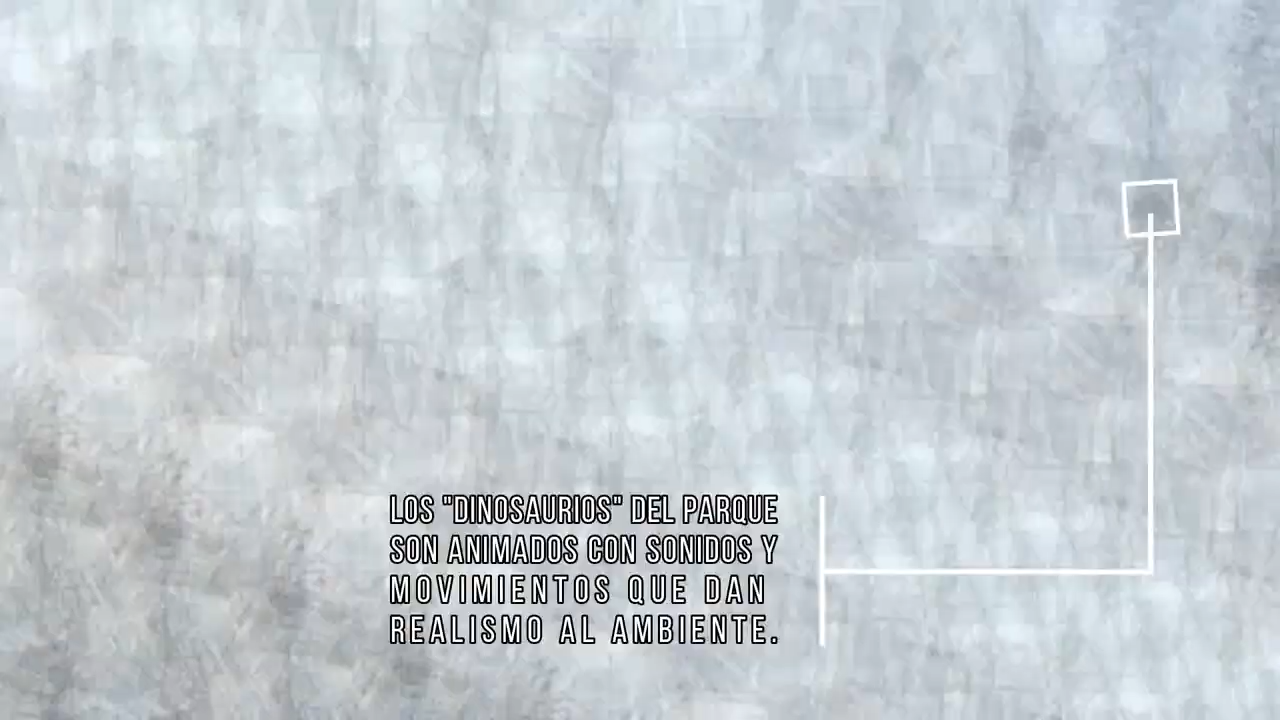 LOS "DINOSAURIOS" DEL PARQUE
SON ANIMADOS CON SONIDOS Y
MOVIMIENTOS QUE DAN
REALISMO AL AMBIENTE.